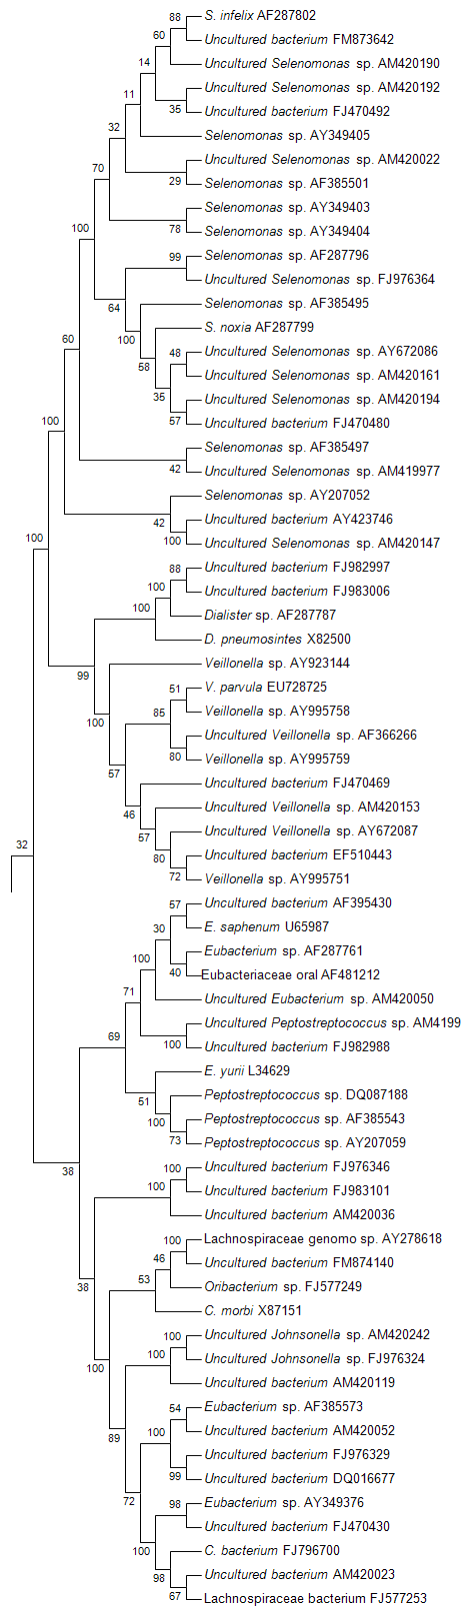 88
S. infelix AF287802
60
Uncultured bacterium FM873642
14
Uncultured Selenomonas sp. AM420190
11
Uncultured Selenomonas sp. AM420192
35
Uncultured bacterium FJ470492
32
Selenomonas sp. AY349405
70
Uncultured Selenomonas sp. AM420022
29
Selenomonas sp. AF385501
Selenomonas sp. AY349403
78
Selenomonas sp. AY349404
100
99
Selenomonas sp. AF287796
Uncultured Selenomonas sp. FJ976364
64
Selenomonas sp. AF385495
100
S. noxia AF287799
60
48
Uncultured Selenomonas sp. AY672086
58
Uncultured Selenomonas sp. AM420161
35
Uncultured Selenomonas sp. AM420194
57
Uncultured bacterium FJ470480
100
Selenomonas sp. AF385497
42
Uncultured Selenomonas sp. AM419977
Selenomonas sp. AY207052
42
Uncultured bacterium AY423746
100
Uncultured Selenomonas sp. AM420147
100
88
Uncultured bacterium FJ982997
100
Uncultured bacterium FJ983006
100
Dialister sp. AF287787
D. pneumosintes X82500
99
Veillonella sp. AY923144
51
V. parvula EU728725
85
Veillonella sp. AY995758
100
Uncultured Veillonella sp. AF366266
80
Veillonella sp. AY995759
57
Uncultured bacterium FJ470469
46
Uncultured Veillonella sp. AM420153
57
Uncultured Veillonella sp. AY672087
80
Uncultured bacterium EF510443
72
Veillonella sp. AY995751
32
57
Uncultured bacterium AF395430
30
E. saphenum U65987
100
Eubacterium sp. AF287761
40
Eubacteriaceae oral AF481212
71
Uncultured Eubacterium sp. AM420050
69
Uncultured Peptostreptococcus sp. AM4199
100
Uncultured bacterium FJ982988
E. yurii L34629
51
Peptostreptococcus sp. DQ087188
100
Peptostreptococcus sp. AF385543
73
Peptostreptococcus sp. AY207059
38
100
Uncultured bacterium FJ976346
100
Uncultured bacterium FJ983101
Uncultured bacterium AM420036
100
Lachnospiraceae genomo sp. AY278618
46
Uncultured bacterium FM874140
53
Oribacterium sp. FJ577249
38
C. morbi X87151
100
100
Uncultured Johnsonella sp. AM420242
100
Uncultured Johnsonella sp. FJ976324
Uncultured bacterium AM420119
89
54
Eubacterium sp. AF385573
100
Uncultured bacterium AM420052
Uncultured bacterium FJ976329
99
Uncultured bacterium DQ016677
72
98
Eubacterium sp. AY349376
Uncultured bacterium FJ470430
100
C. bacterium FJ796700
98
Uncultured bacterium AM420023
67
Lachnospiraceae bacterium FJ577253